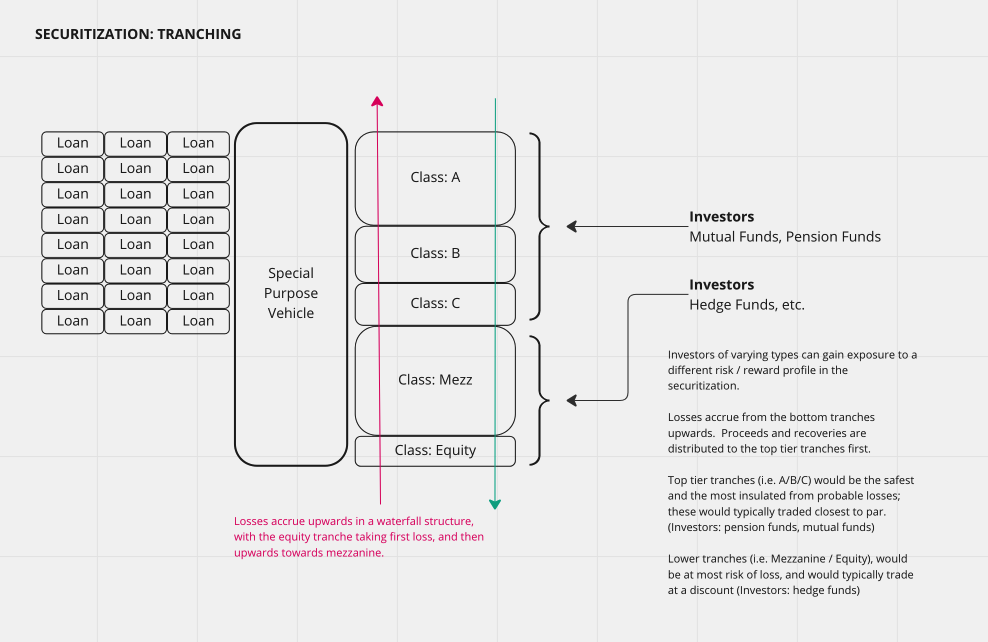 SECURITIZATION: TRANCHING
Loan Loan Loan
Loan Loan Loan
Loan Loan Loan
Loan Loan Loan
Loan Loan Loan
Loan Loan Loan
Loan Loan Loan
Loan Loan Loan
Special
Purpose
Vehicle
Class: A
Class: B
Class: C
Class: Mezz
Class: Equity
Investors
Mutual Funds, Pension Funds
Investors
Hedge Funds, etc.
Investors of varying types can gain exposure to a
different risk / reward profile in the
securitization.
Losses accrue from the bottom tranches
upwards.  Proceeds and recoveries are
distributed to the top tier tranches first.
Top tier tranches (i.e. A/B/C) would be the safest
and the most insulated from probable losses;
these would typically traded closest to par.
(Investors: pension funds, mutual funds)
Lower tranches (i.e. Mezzanine / Equity), would
be at most risk of loss, and would typically trade
at a discount (Investors: hedge funds)
Losses accrue upwards in a waterfall structure,
with the equity tranche taking first loss, and then
upwards towards mezzanine.